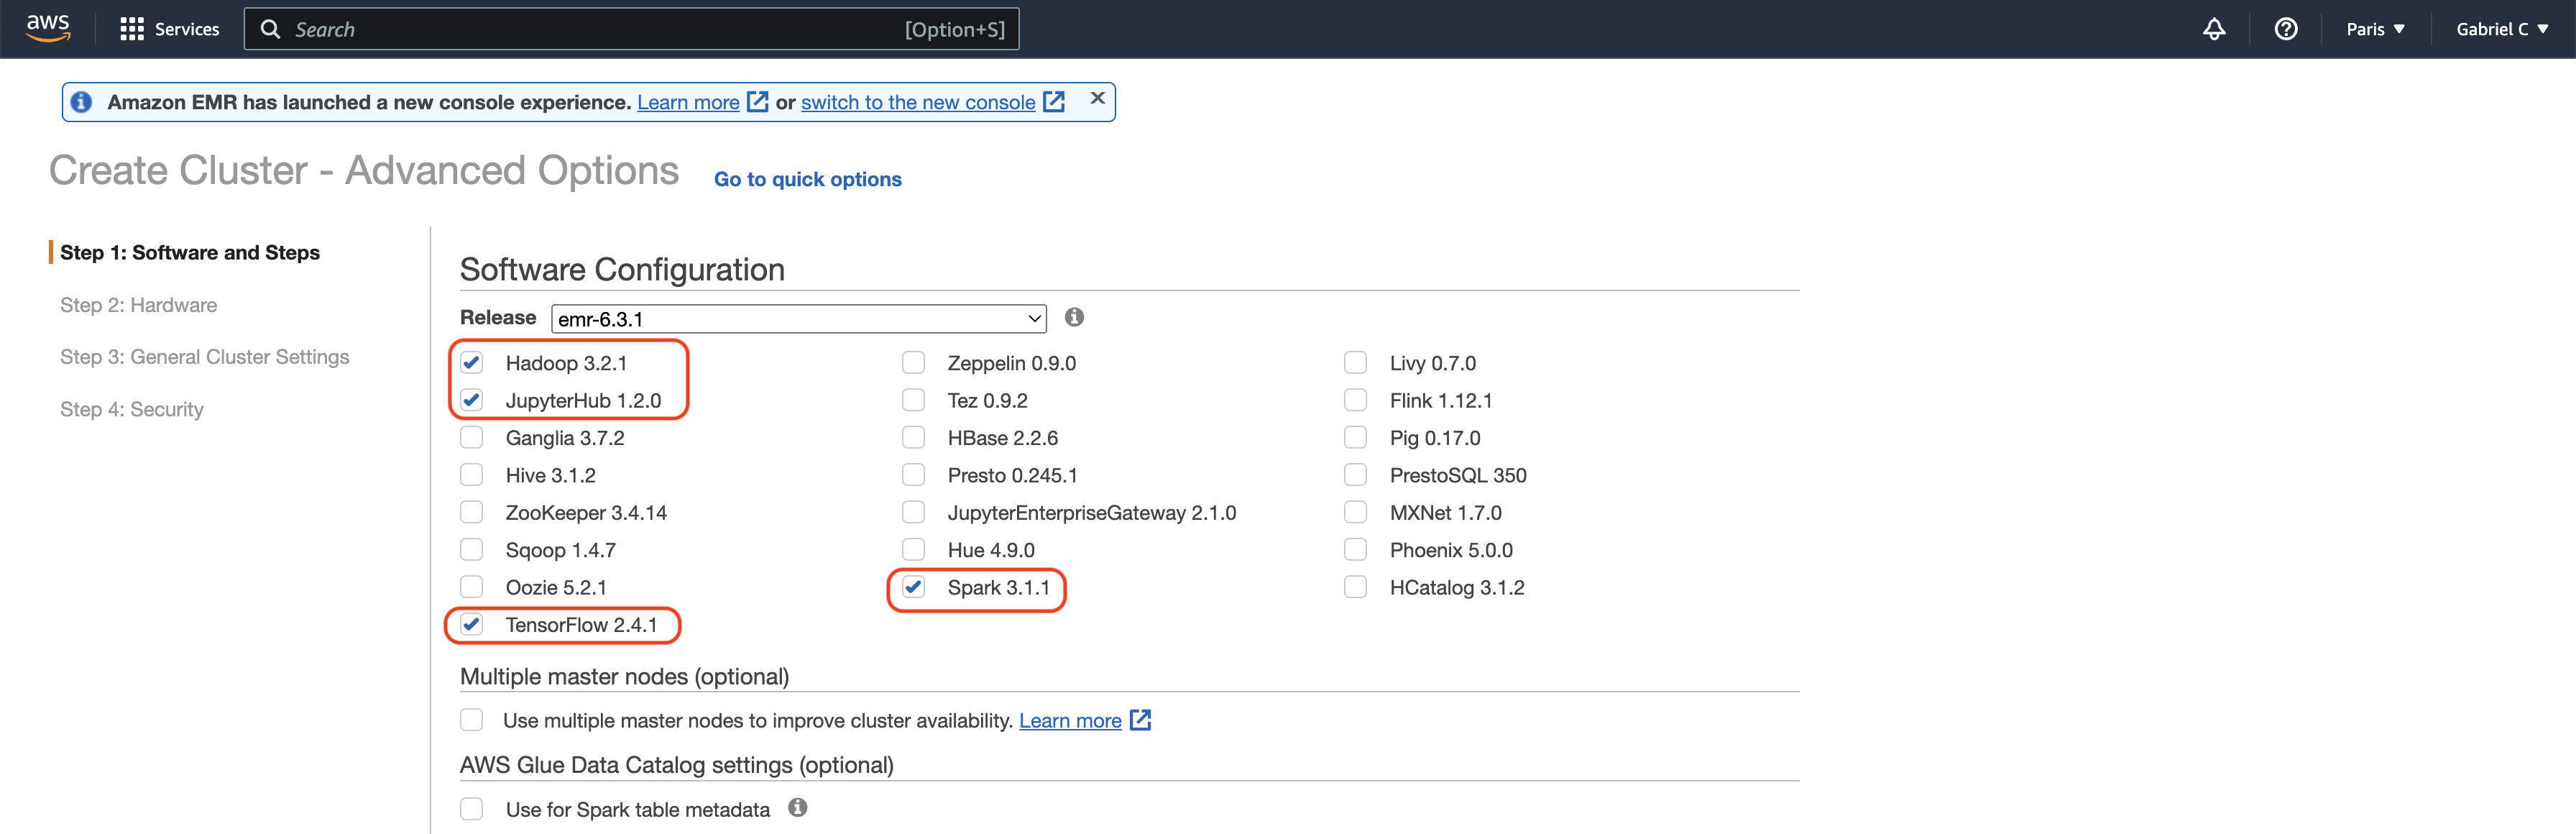 aws Services Search [Option+S] Paris Gabriel C
Amazon EMR has launched a new console experience. Learn more or switch to the new console
Create Cluster - Advanced Options Go to quick options
Step 1: Software and Steps
Step 2: Hardware
Step 3: General Cluster Settings
Step 4: Security
Software Configuration
Release emr-6.3.1
Hadoop 3.2.1 Zeppelin 0.9.0 Livy 0.7.0
JupyterHub 1.2.0 Tez 0.9.2 Flink 1.12.1
Ganglia 3.7.2 HBase 2.2.6 Pig 0.17.0
Hive 3.1.2 Presto 0.245.1 PrestoSQL 350
ZooKeeper 3.4.14 JupyterEnterpriseGateway 2.1.0 MXNet 1.7.0
Sqoop 1.4.7 Hue 4.9.0 Phoenix 5.0.0
Oozie 5.2.1 Spark 3.1.1 HCatalog 3.1.2
TensorFlow 2.4.1
Multiple master nodes (optional)
Use multiple master nodes to improve cluster availability. Learn more
AWS Glue Data Catalog settings (optional)
Use for Spark table metadata